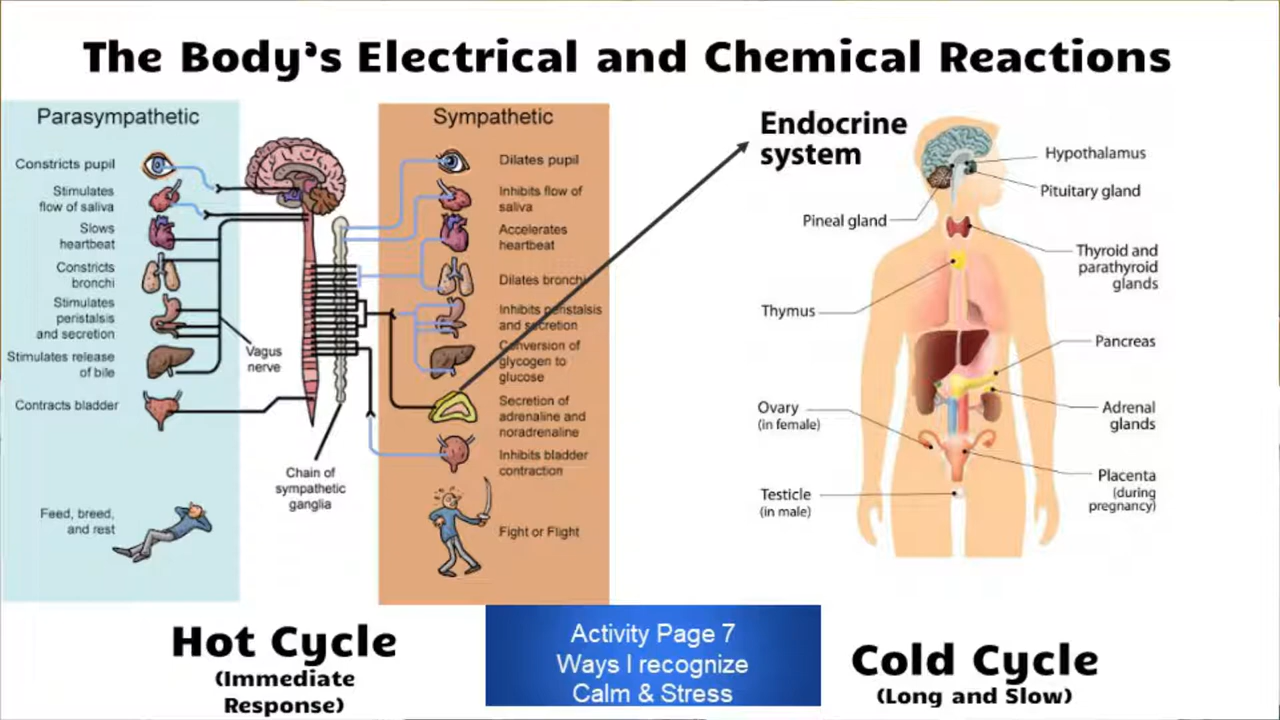 The Body's Electrical and Chemical Reactions
Parasympathetic
Constricts pupil
Stimulates
flow of saliva
Slows
heartbeat
Constricts
bronchi
Stimulates
peristalsis
and secretion
Stimulates release
of bile
Contracts bladder
Feed, breed,
and rest
Vagus
nerve
Chain of
sympathetic
ganglia
Sympathetic
Dilates pupil
Inhibits flow of
saliva
Accelerates
heartbeat
Dilates bronchi
Inhibits peristalsis
and secretion
Conversion of
glycogen to
glucose
Secretion of
adrenaline and
noradrenaline
Inhibits bladder
contraction
Fight or Flight
Endocrine
system
Hypothalamus
Pituitary gland
Pineal gland
Thyroid and
parathyroid
glands
Thymus
Pancreas
Ovary
(in female)
Adrenal
glands
Placenta
(during
pregnancy)
Testicle
(in male)
Hot Cycle
(Immediate
Response)
Activity Page 7
Ways I recognize
Calm & Stress
Cold Cycle
(Long and Slow)